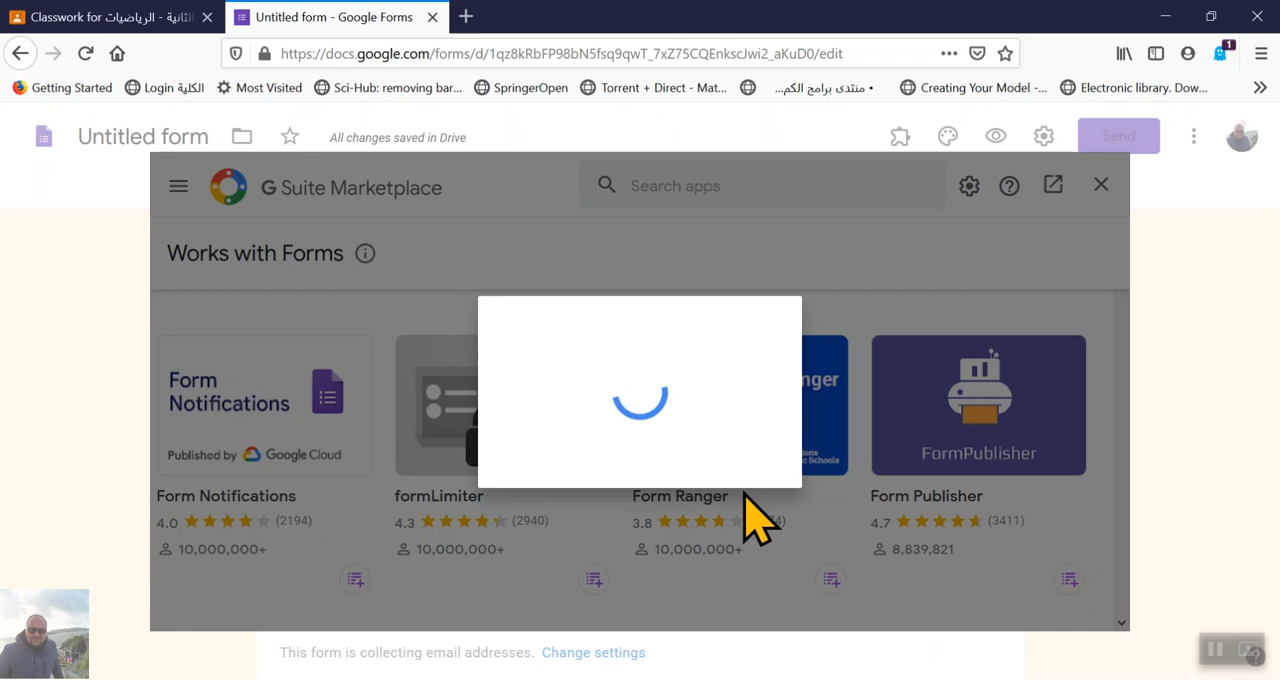 Classwork for الثانية - الرياضيات
Untitled form - Google Forms
https://docs.google.com/forms/d/1qz8kRbFP98bN5fsq9qwT_7xZ75CQEnkscJwi2_aKuD0/edit
1
Getting Started
Login الكلية
Most Visited
Sci-Hub: removing bar...
SpringerOpen
Torrent + Direct - Mat...
• منتدى برامج الكم...
Creating Your Model -...
Electronic library. Dow...
Untitled form
All changes saved in Drive
Send
G Suite Marketplace
Search apps
Works with Forms
Form
Notifications
Published by Google Cloud
nger
FormPublisher
Form Notifications
formLimiter
Form Ranger
Form Publisher
4.0 (2194)
4.3 (2940)
3.8
4.7 (3411)
10,000,000+
10,000,000+
10,000,000+
8,839,821
This form is collecting email addresses. Change settings